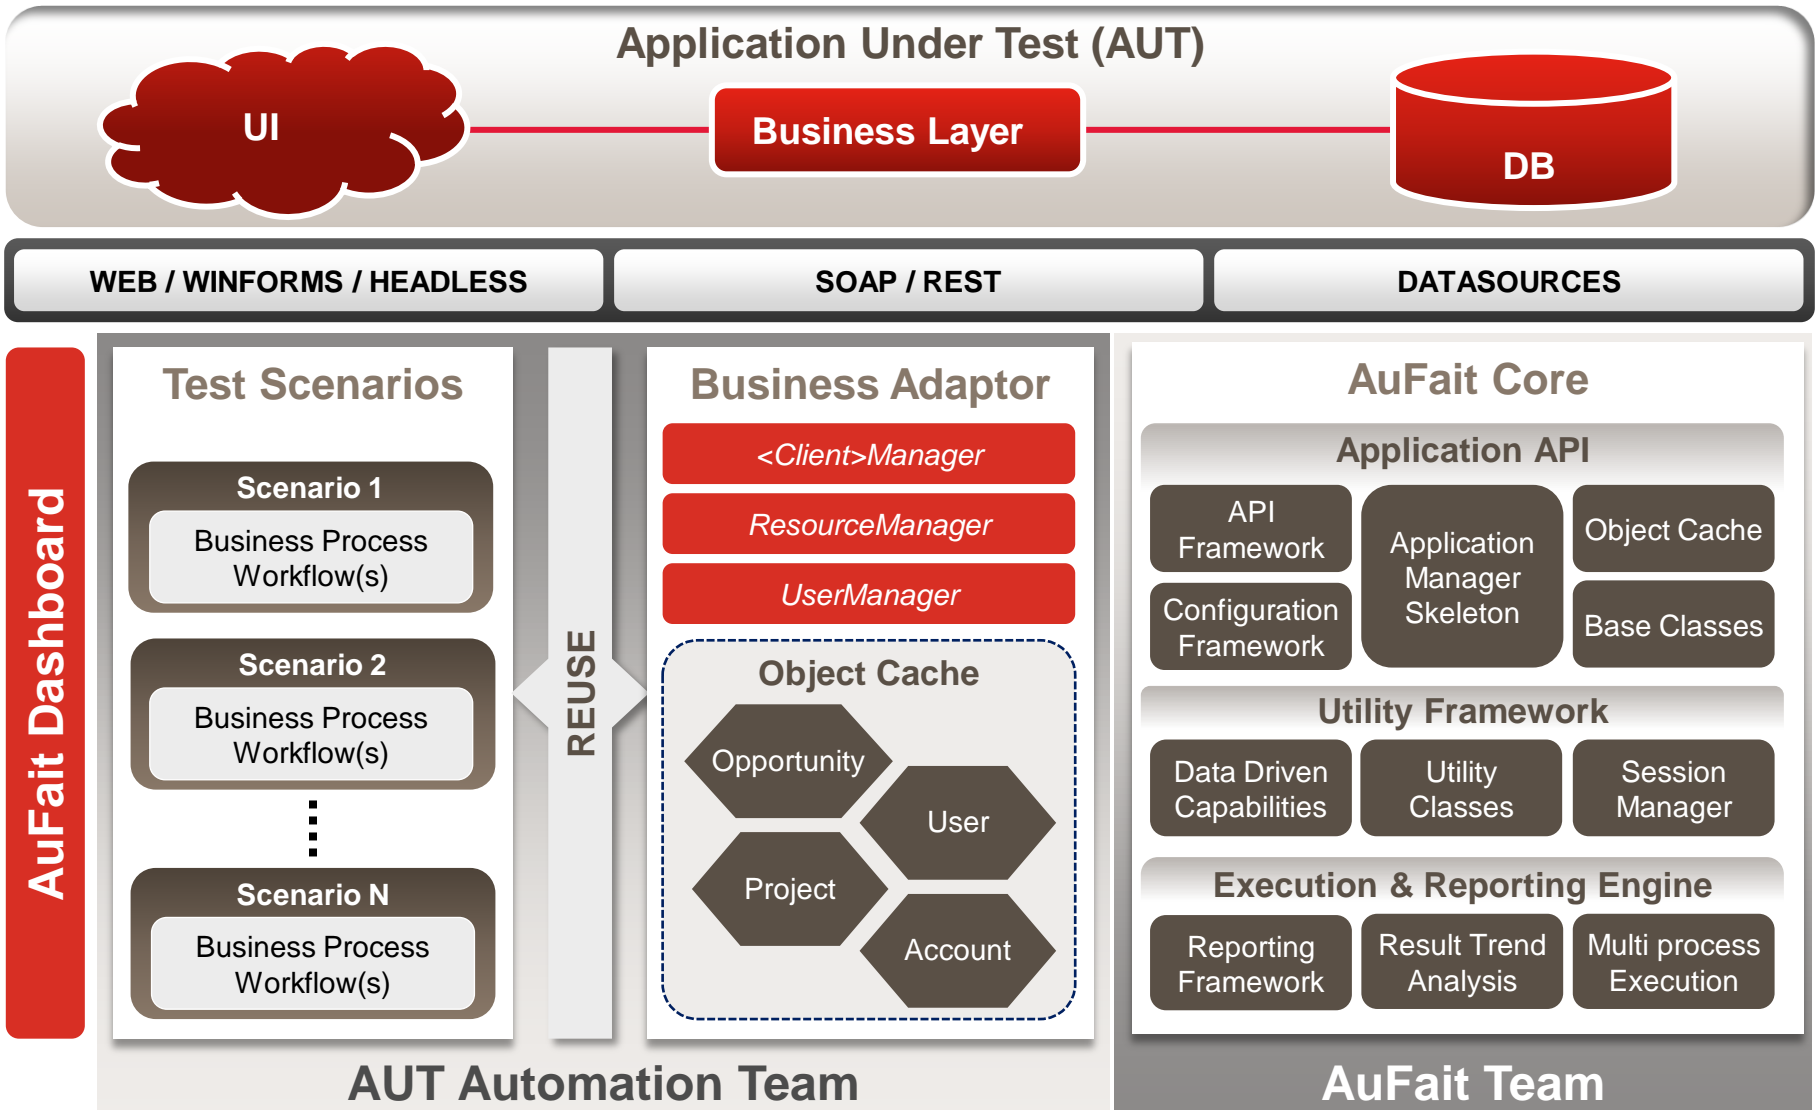 Application Under Test (AUT)
UI
Business Layer
DB
WEB / WINFORMS / HEADLESS
SOAP / REST
DATASOURCES
AuFait Dashboard
Test Scenarios
Scenario 1
Business Process
Workflow(s)
Scenario 2
Business Process
Workflow(s)
Scenario N
Business Process
Workflow(s)
REUSE
Business Adaptor
<Client>Manager
ResourceManager
UserManager
Object Cache
Opportunity
User
Project
Account
AUT Automation Team
AuFait Core
Application API
API
Framework
Application
Manager
Skeleton
Object Cache
Configuration
Framework
Base Classes
Utility Framework
Data Driven
Capabilities
Utility
Classes
Session
Manager
Execution & Reporting Engine
Reporting
Framework
Result Trend
Analysis
Multi process
Execution
AuFait Team